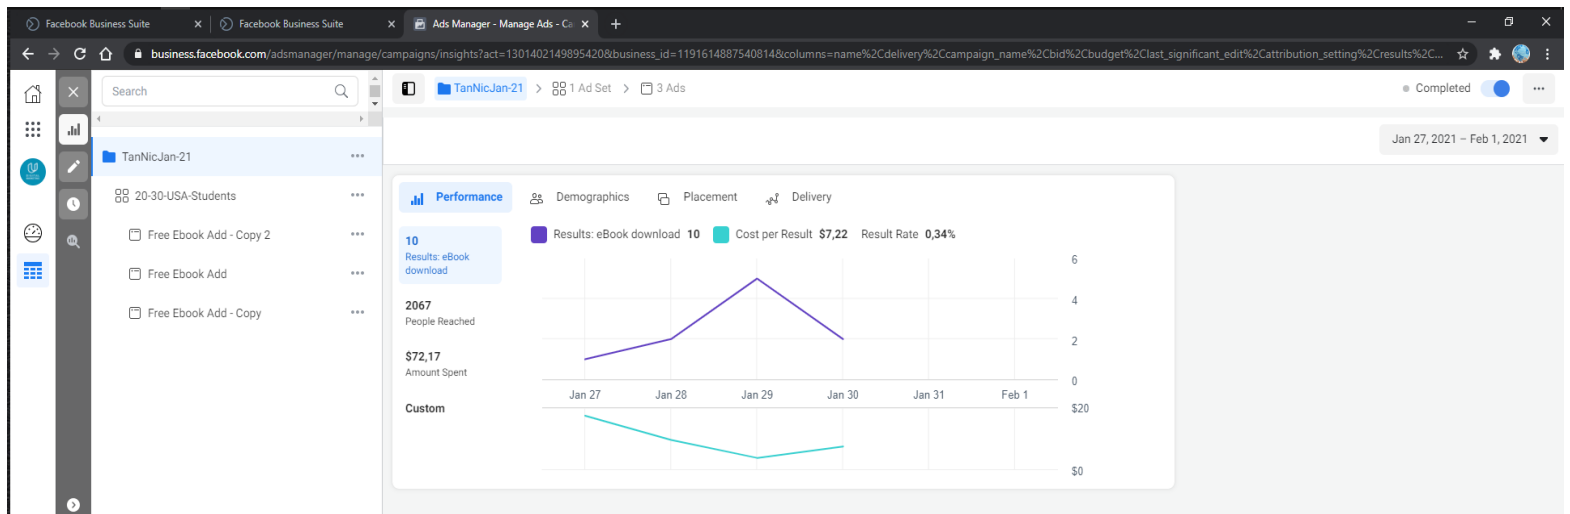 Facebook Business Suite
Facebook Business Suite
Ads Manager - Manage Ads - Ca
business.facebook.com/adsmanager/manage/campaigns/insights?act=1301402149895420&business_id=1191614887540814&columns=name%2Cdelivery%2Ccampaign_name%2Cbid%2Cbudget%2Clast_significant_edit%2Cattribution_setting%2Cresults%2C...
Search
TanNicJan-21
20-30-USA-Students
Free Ebook Add - Copy 2
Free Ebook Add
Free Ebook Add - Copy
TanNicJan-21 > 1 Ad Set > 3 Ads
Completed
Jan 27, 2021 – Feb 1, 2021
Performance
Demographics
Placement
Delivery
10
Results: eBook
download
2067
People Reached
$72,17
Amount Spent
Custom
Results: eBook download 10
Cost per Result $7,22
Result Rate 0,34%
6
4
2
0
Jan 27
Jan 28
Jan 29
Jan 30
Jan 31
Feb 1
$20
$0